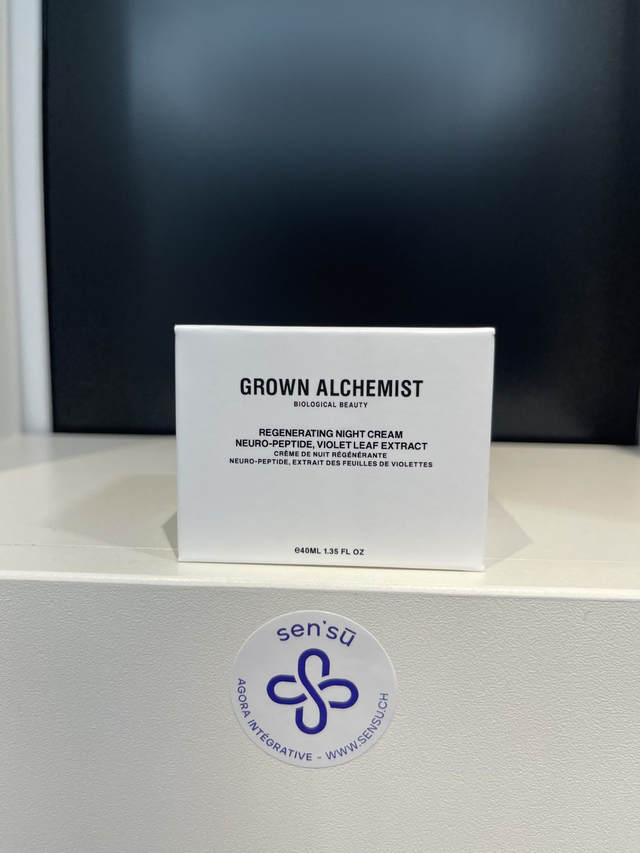 GROWN ALCHEMIST
BIOLOGICAL BEAUTY
REGENERATING NIGHT CREAM
NEURO-PEPTIDE, VIOLET LEAF EXTRACT
CRÈME DE NUIT RÉGÉNÉRANTE
NEURO-PEPTIDE, EXTRAIT DES FEUILLES DE VIOLETTES
℮40ML 1.35 FL OZ
sen'sū
AGORA INTÉGRATIVE - WWW.SENSU.CH